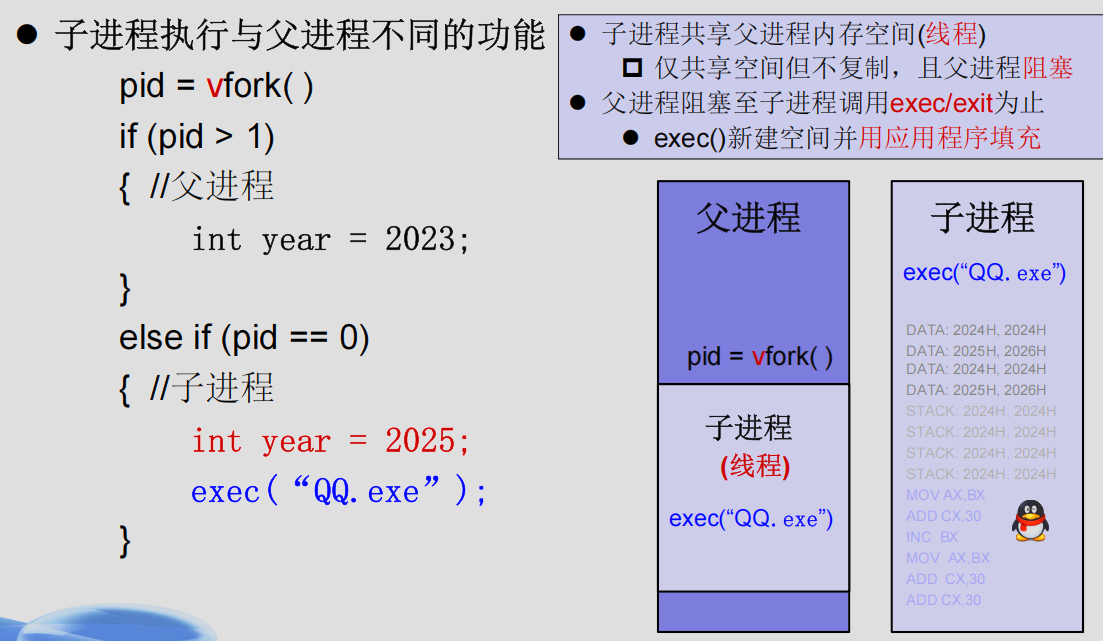 ● 子进程执行与父进程不同的功能
pid = vfork( )
if (pid > 1)
{ //父进程
int year = 2023;
}
else if (pid == 0)
{ //子进程
int year = 2025;
exec(“QQ.exe”);
}
● 子进程共享父进程内存空间(线程)
仅共享空间但不复制，且父进程阻塞
● 父进程阻塞至子进程调用exec/exit为止
● exec()新建空间并用应用程序填充
父进程
pid = vfork( )
子进程
(线程)
exec(“QQ. exe”)
子进程
exec(“QQ. exe”)
DATA: 2024H, 2024H
DATA: 2025H, 2026H
DATA: 2024H, 2024H
DATA: 2025H, 2026H
STACK: 2024H, 2024H
STACK: 2024H, 2024H
STACK: 2024H, 2024H
STACK: 2024H, 2024H
MOV AX,BX
ADD CX,30
INC BX
MOV AX,BX
ADD CX,30
ADD CX,30